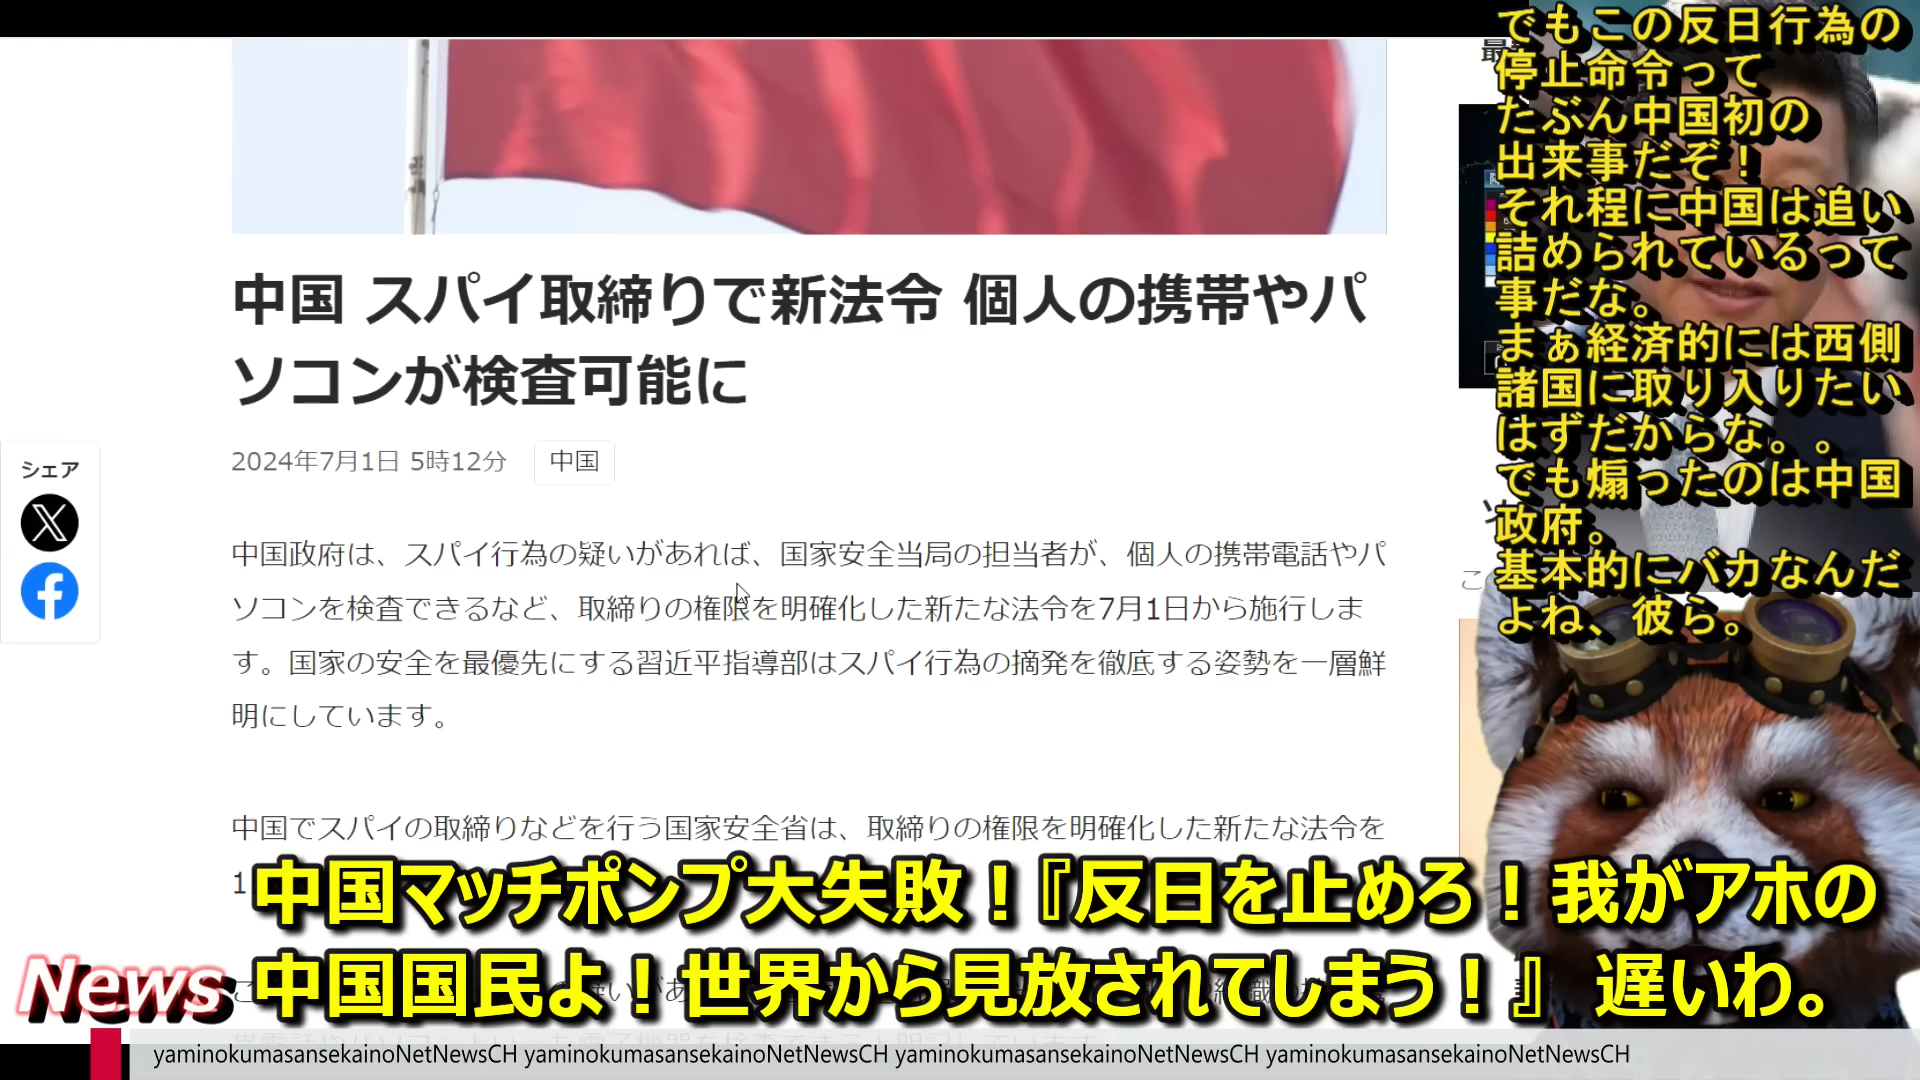 中国 スパイ取締りで新法令 個人の携帯やパ
ソコンが検査可能に
2024年7月1日 5時12分
中国
シェア
中国政府は、スパイ行為の疑いがあれば、国家安全当局の担当者が、個人の携帯電話やパ
ソコンを検査できるなど、取締りの権限を明確化した新たな法令を7月1日から施行しま
す。国家の安全を最優先にする習近平指導部はスパイ行為の摘発を徹底する姿勢を一層鮮
明にしています。
中国でスパイの取締りなどを行う国家安全省は、取締りの権限を明確化した新たな法令を
1
でもこの反日行為の
停止命令って
たぶん中国初の
出来事だぞ！
それ程に中国は追い
詰められているって
事だな。
まぁ経済的には西側
諸国に取り入りたい
はずだからな。。
でも煽ったのは中国
政府。
基本的にバカなんだ
よね、彼ら。
中国マッチポンプ大失敗！『反日を止めろ！我がアホの
中国国民よ！世界から見放されてしまう！』 遅いわ。
News
yaminokumasansekainoNetNewsCH yaminokumasansekainoNetNewsCH yaminokumasansekainoNetNewsCH yaminokumasansekainoNetNewsCH